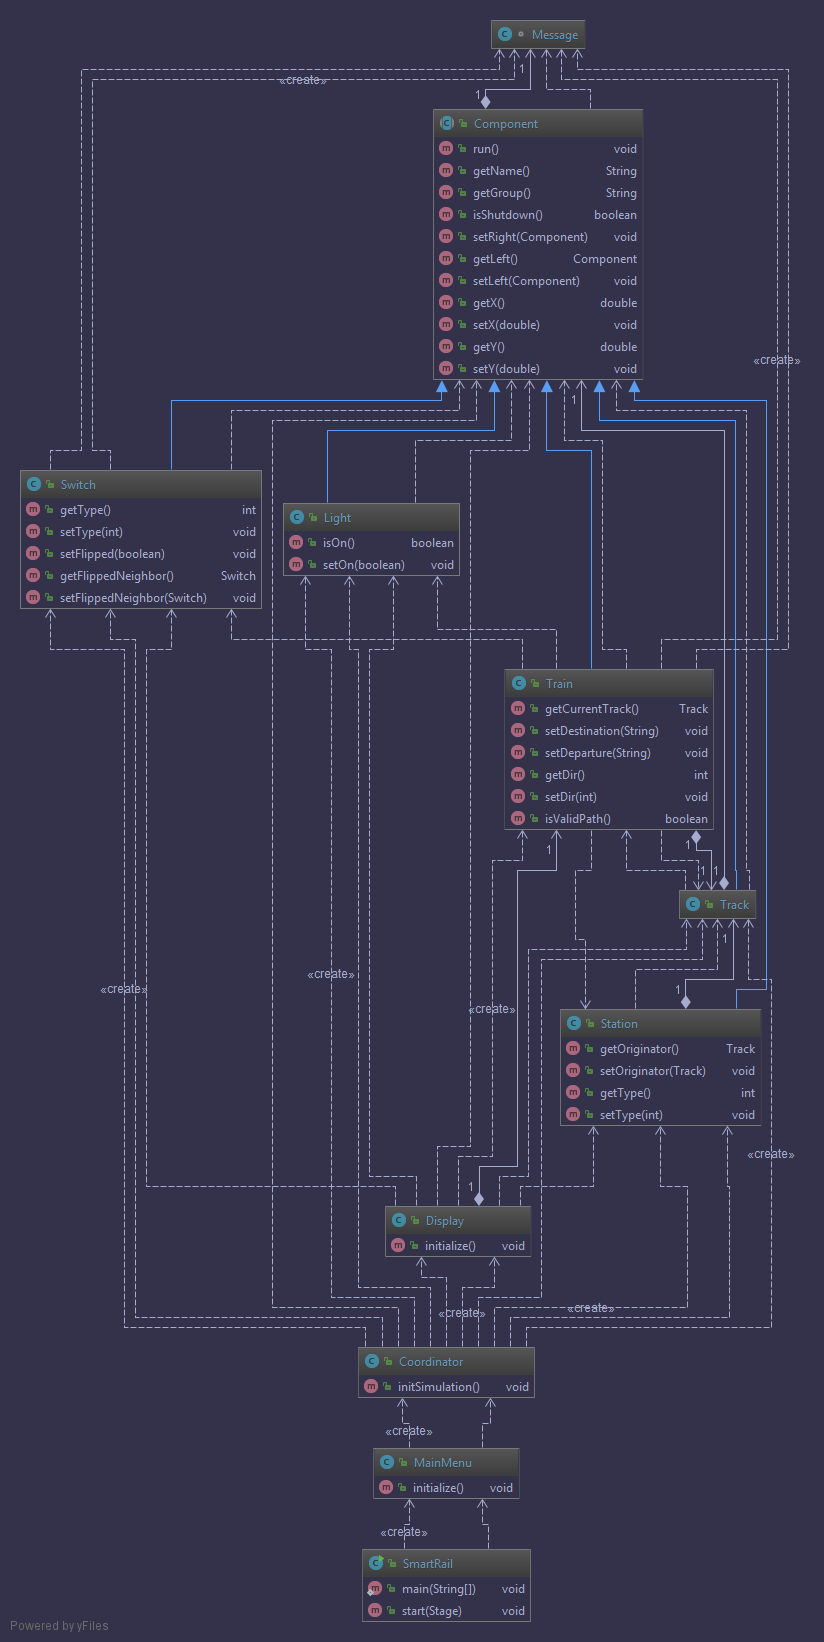 Message
1
«create»
1
Component
run() void
getName() String
getGroup() String
isShutdown() boolean
setRight(Component) void
getLeft() Component
setLeft(Component) void
getX() double
setX(double) void
getY() double
setY(double) void
«create»
1
Switch
getType() int
setType(int) void
setFlipped(boolean) void
getFlippedNeighbor() Switch
setFlippedNeighbor(Switch) void
Light
isOn() boolean
setOn(boolean) void
Train
getCurrentTrack() Track
setDestination(String) void
setDeparture(String) void
getDir() int
setDir(int) void
isValidPath() boolean
1
1
1
1
Track
1
«create»
«create»
1
«create»
Station
getOriginator() Track
setOriginator(Track) void
getType() int
setType(int) void
«create»
1
Display
initialize() void
«create»
«create»
Coordinator
initSimulation() void
«create»
MainMenu
initialize() void
«create»
SmartRail
main(String[]) void
start(Stage) void
Powered by yFiles